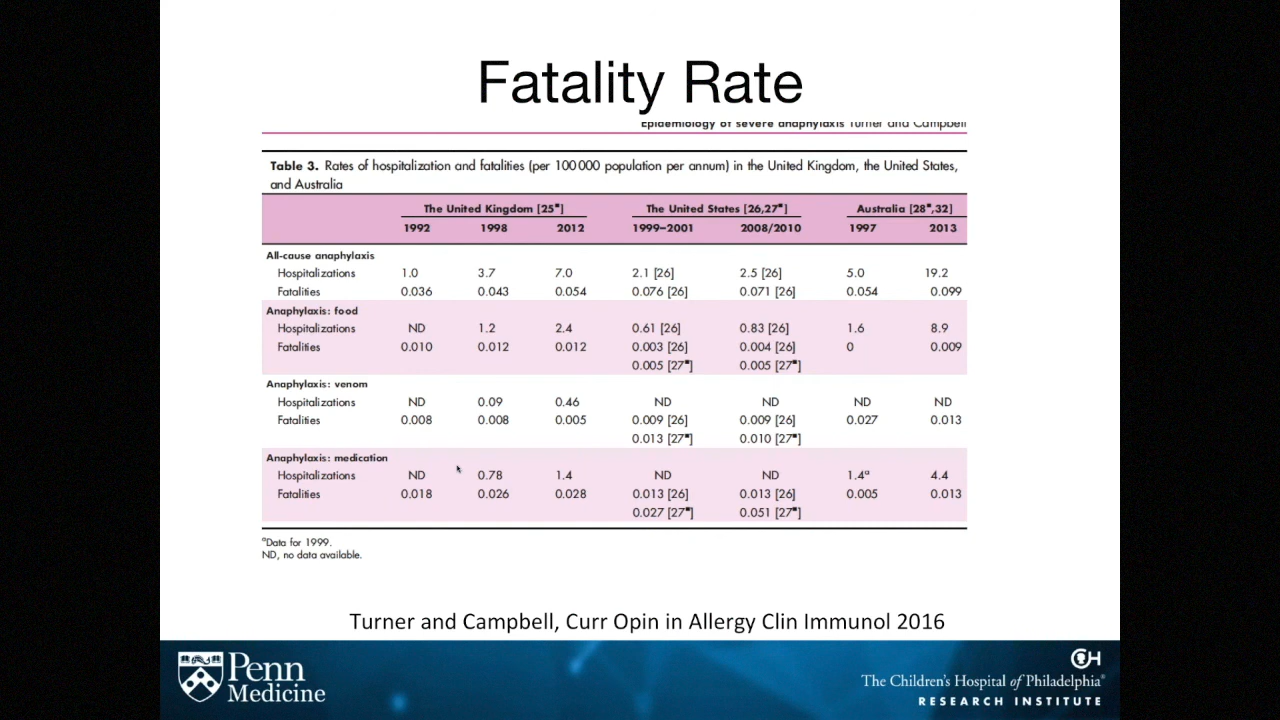 Fatality Rate
Epidemiology of severe anaphylaxis Turner and Campbell
Table 3. Rates of hospitalization and fatalities (per 100 000 population per annum) in the United Kingdom, the United States,
and Australia
The United Kingdom [25■] The United States [26,27■] Australia [28■,32]
1992 1998 2012 1999–2001 2008/2010 1997 2013
All-cause anaphylaxis
Hospitalizations 1.0 3.7 7.0 2.1 [26] 2.5 [26] 5.0 19.2
Fatalities 0.036 0.043 0.054 0.076 [26] 0.071 [26] 0.054 0.099
Anaphylaxis: food
Hospitalizations ND 1.2 2.4 0.61 [26] 0.83 [26] 1.6 8.9
Fatalities 0.010 0.012 0.012 0.003 [26] 0.004 [26] 0 0.009
0.005 [27■] 0.005 [27■]
Anaphylaxis: venom
Hospitalizations ND 0.09 0.46 ND ND ND ND
Fatalities 0.008 0.008 0.005 0.009 [26] 0.009 [26] 0.027 0.013
0.013 [27■] 0.010 [27■]
Anaphylaxis: medication
Hospitalizations ND 0.78 1.4 ND ND 1.4ᵃ 4.4
Fatalities 0.018 0.026 0.028 0.013 [26] 0.013 [26] 0.005 0.013
0.027 [27■] 0.051 [27■]
ᵃData for 1999.
ND, no data available.
Turner and Campbell, Curr Opin in Allergy Clin Immunol 2016
Penn
Medicine
CH
The Children's Hospital of Philadelphia®
RESEARCH INSTITUTE